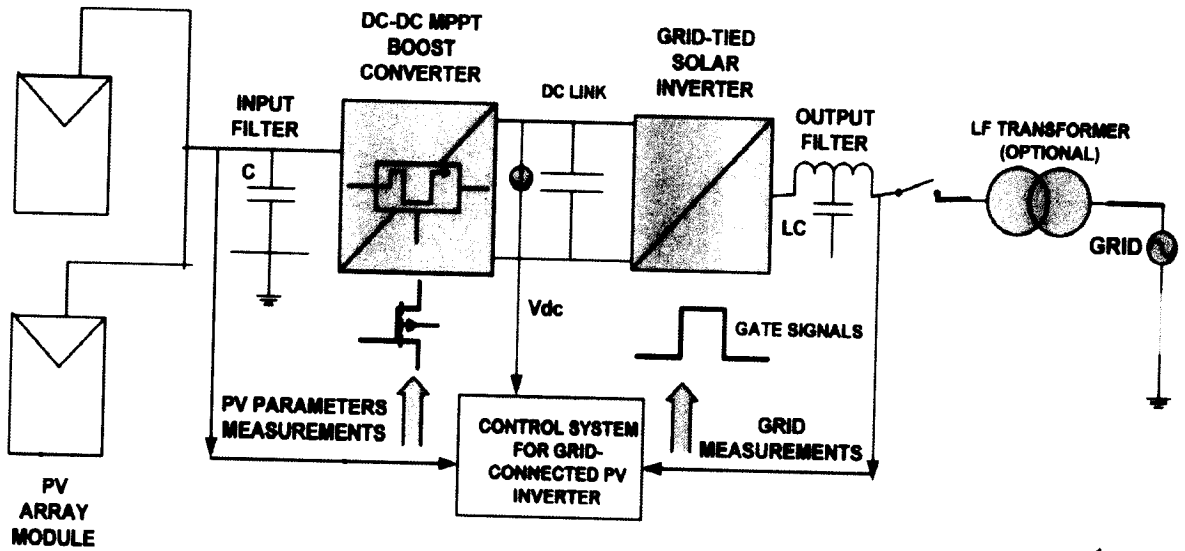 DC-DC MPPT
BOOST
CONVERTER
GRID-TIED
SOLAR
INVERTER
INPUT
FILTER
DC LINK
OUTPUT
FILTER
LF TRANSFORMER
(OPTIONAL)
C
LC
GRID
Vdc
GATE SIGNALS
PV PARAMETERS
MEASUREMENTS
CONTROL SYSTEM
FOR GRID-
CONNECTED PV
INVERTER
GRID
MEASUREMENTS
PV
ARRAY
MODULE